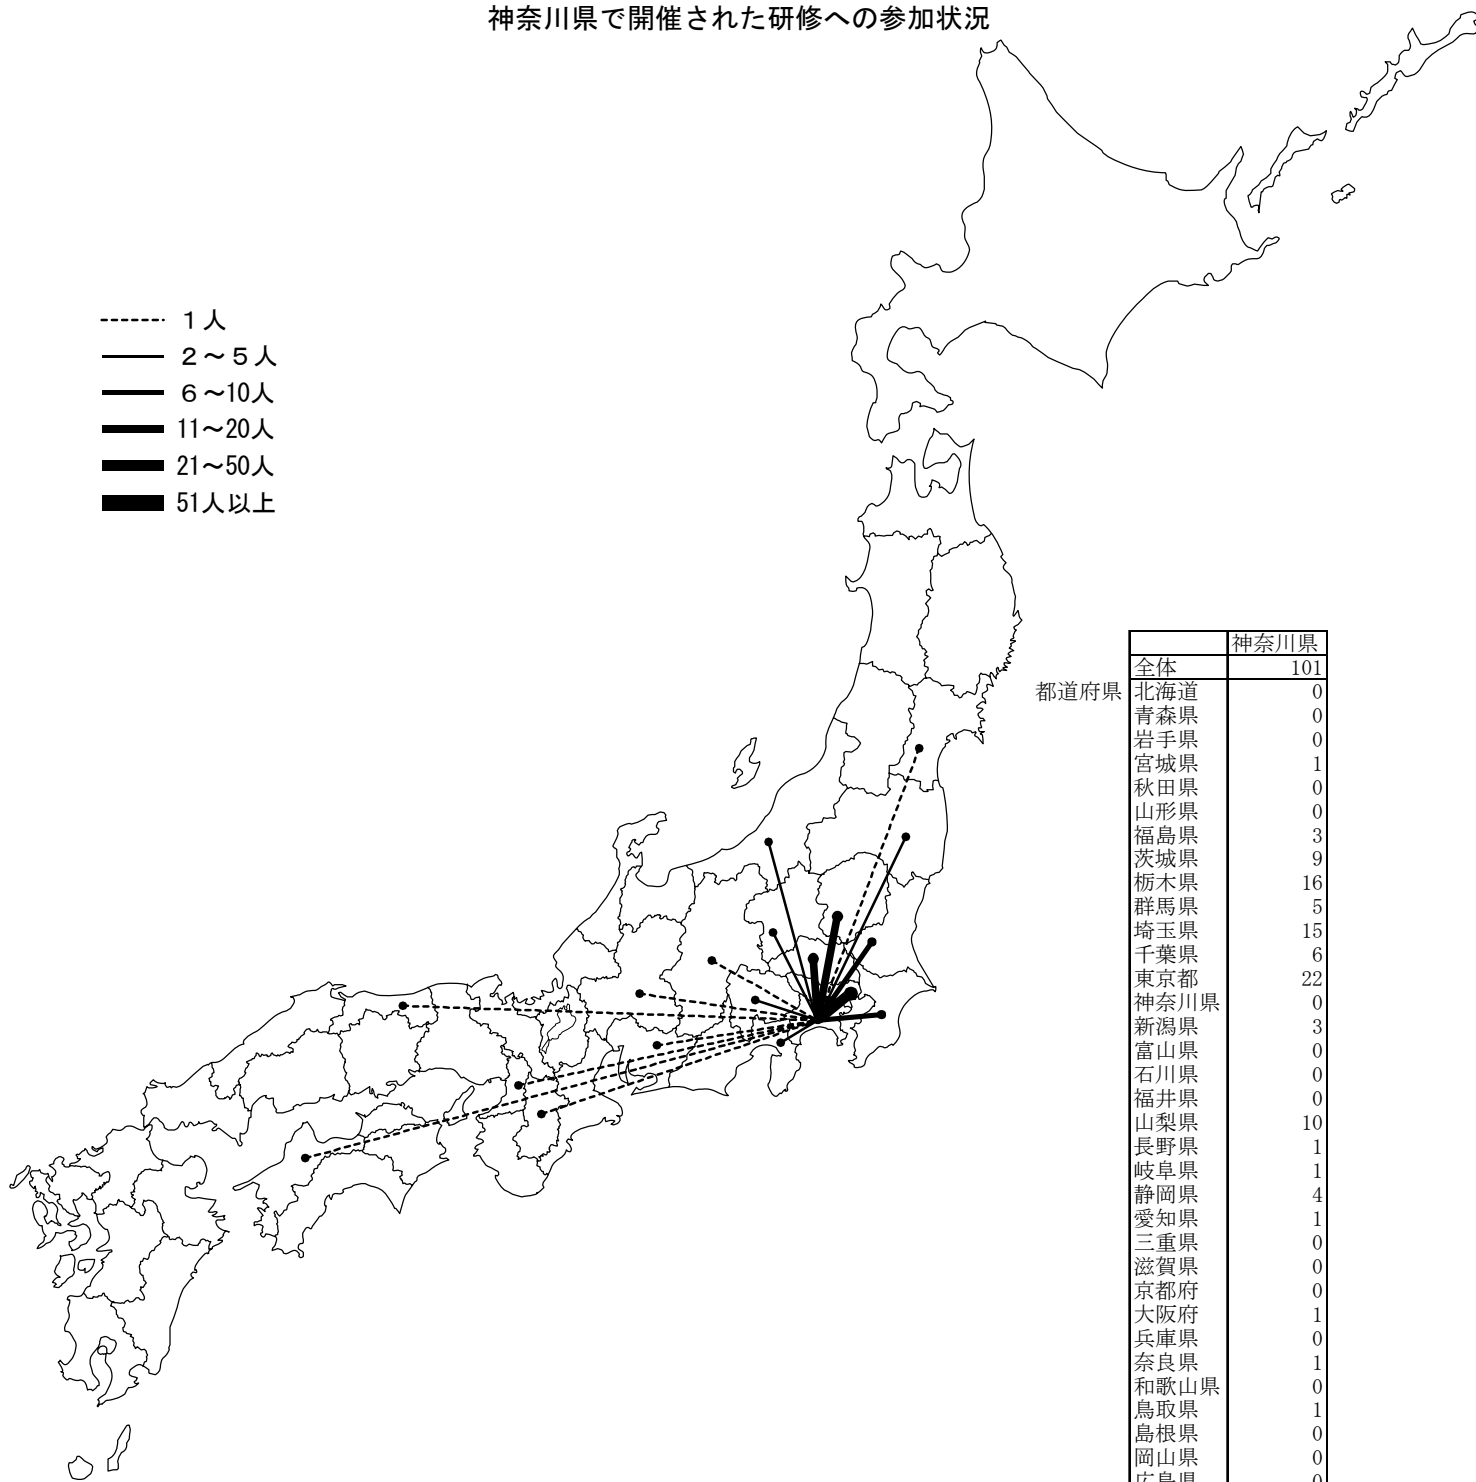 神奈川県で開催された研修への参加状況
１人
２～５人
６～10人
11～20人
21～50人
51人以上
神奈川県
全体 101
都道府県 北海道 0
青森県 0
岩手県 0
宮城県 1
秋田県 0
山形県 0
福島県 3
茨城県 9
栃木県 16
群馬県 5
埼玉県 15
千葉県 6
東京都 22
神奈川県 0
新潟県 3
富山県 0
石川県 0
福井県 0
山梨県 10
長野県 1
岐阜県 1
静岡県 4
愛知県 1
三重県 0
滋賀県 0
京都府 0
大阪府 1
兵庫県 0
奈良県 1
和歌山県 0
鳥取県 1
島根県 0
岡山県 0
広島県 0